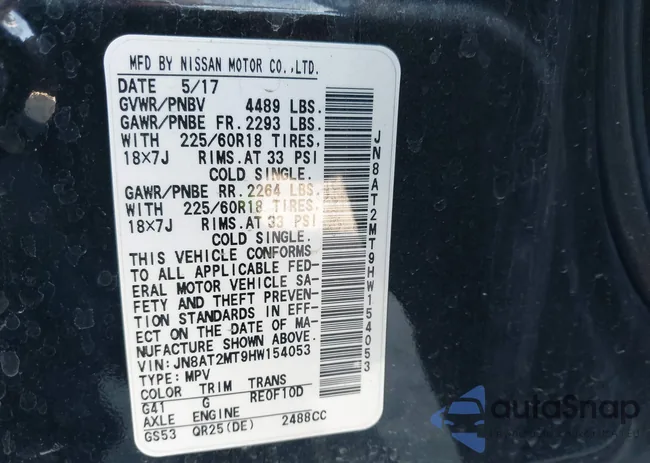 MFD BY NISSAN MOTOR CO.,LTD.
DATE 5/17
GVWR/PNBV 4489 LBS.
GAWR/PNBE FR. 2293 LBS.
WITH 225/60R18 TIRES,
18X7J RIMS.AT 33 PSI
COLD SINGLE.
GAWR/PNBE RR. 2264 LBS.
WITH 225/60R18 TIRES,
18X7J RIMS.AT 33 PSI
COLD SINGLE.
THIS VEHICLE CONFORMS
TO ALL APPLICABLE FED-
ERAL MOTOR VEHICLE SA-
FETY AND THEFT PREVEN-
TION STANDARDS IN EFF-
ECT ON THE DATE OF MA-
NUFACTURE SHOWN ABOVE.
VIN: JN8AT2MT9HW154053
TYPE: MPV
COLOR TRIM TRANS
G41 G RE0F10D
AXLE ENGINE
GS53 QR25(DE) 2488CC
JN8AT2MT9HW154053
autoSnap